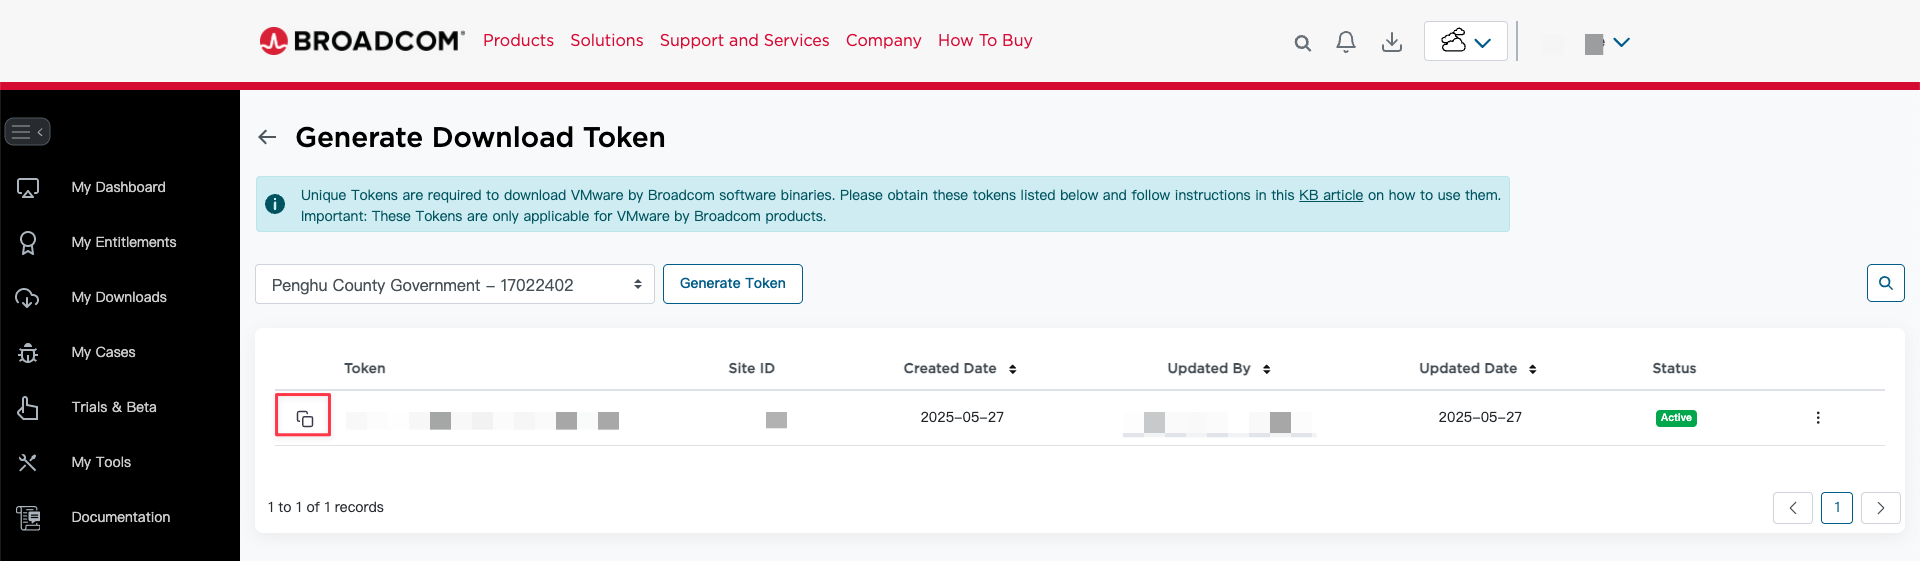 BROADCOM Products Solutions Support and Services Company How To Buy
Generate Download Token
Unique Tokens are required to download VMware by Broadcom software binaries. Please obtain these tokens listed below and follow instructions in this KB article on how to use them.
Important: These Tokens are only applicable for VMware by Broadcom products.
My Dashboard
My Entitlements
My Downloads
My Cases
Trials & Beta
My Tools
Documentation
Penghu County Government – 17022402 Generate Token
Token Site ID Created Date Updated By Updated Date Status
2025-05-27 2025-05-27 Active
1 to 1 of 1 records
1